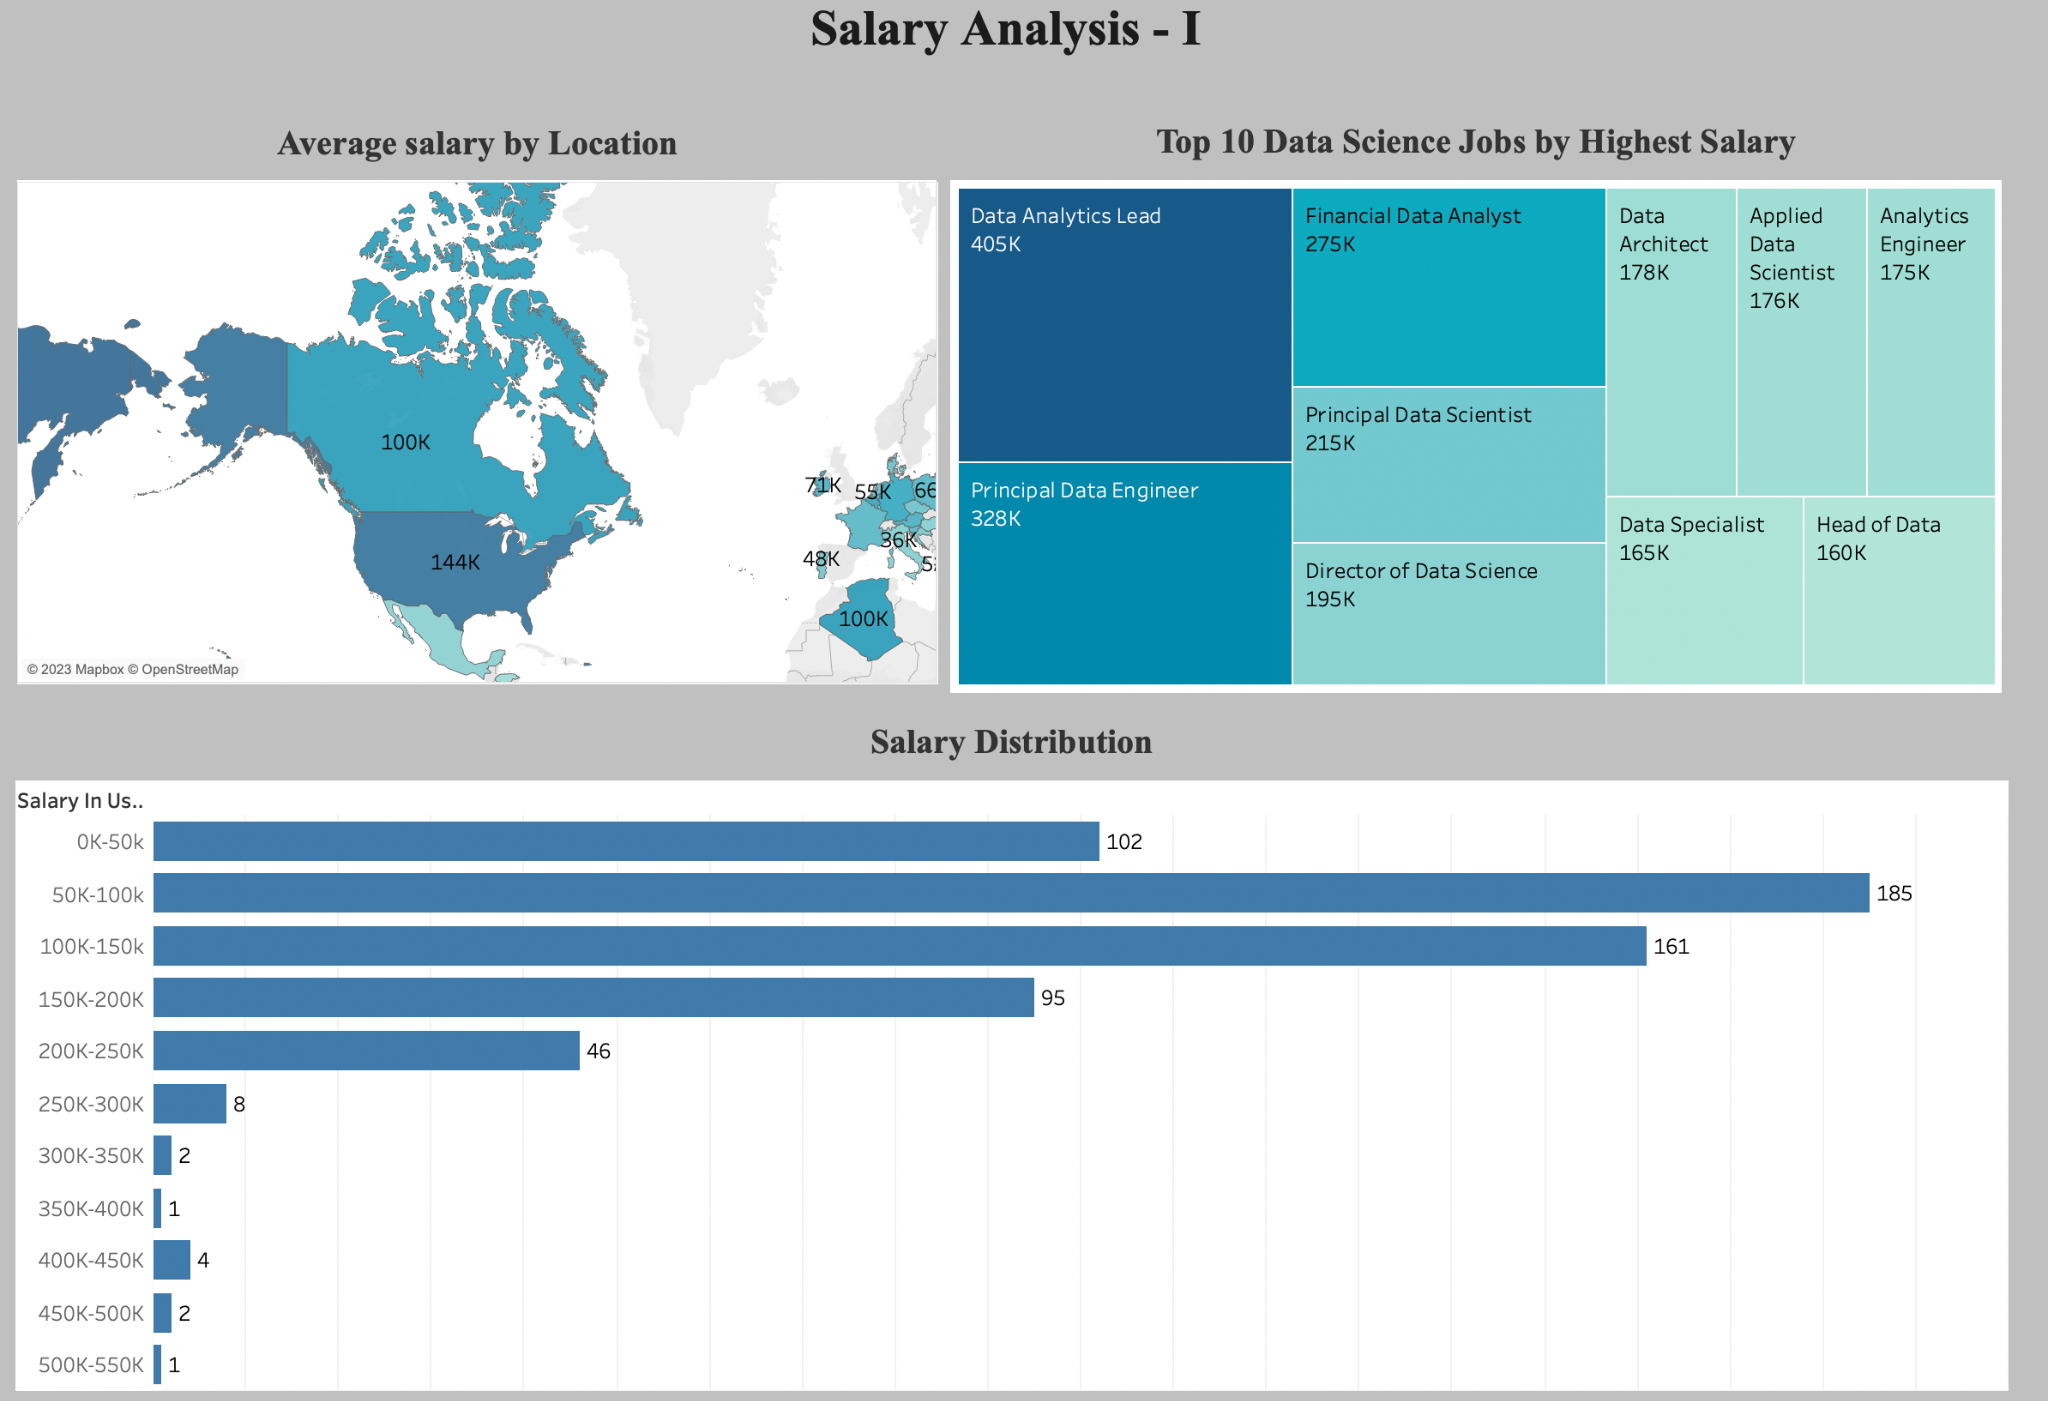 Salary Analysis - I
Average salary by Location
100K
144K
71K
55K
66
36K
48K
100K
© 2023 Mapbox © OpenStreetMap
Top 10 Data Science Jobs by Highest Salary
Data Analytics Lead
405K
Principal Data Engineer
328K
Financial Data Analyst
275K
Principal Data Scientist
215K
Director of Data Science
195K
Data
Architect
178K
Applied
Data
Scientist
176K
Analytics
Engineer
175K
Data Specialist
165K
Head of Data
160K
Salary Distribution
Salary In Us..
0K-50k 102
50K-100k 185
100K-150k 161
150K-200K 95
200K-250K 46
250K-300K 8
300K-350K 2
350K-400K 1
400K-450K 4
450K-500K 2
500K-550K 1